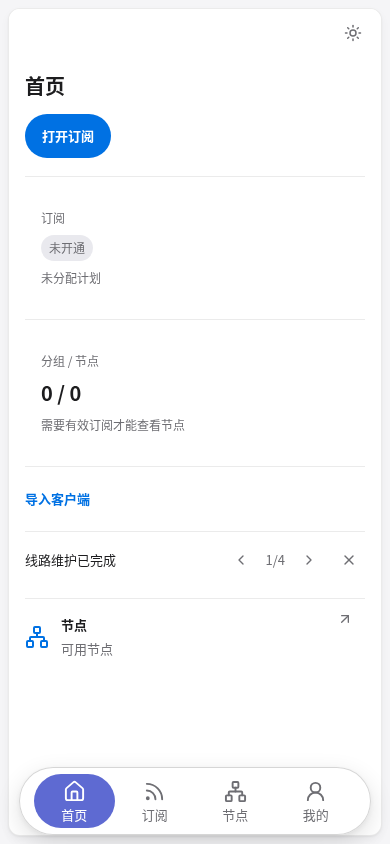 首页
打开订阅
订阅
未开通
未分配计划
分组 / 节点
0 / 0
需要有效订阅才能查看节点
导入客户端
线路维护已完成 1/4
节点
可用节点
首页 订阅 节点 我的